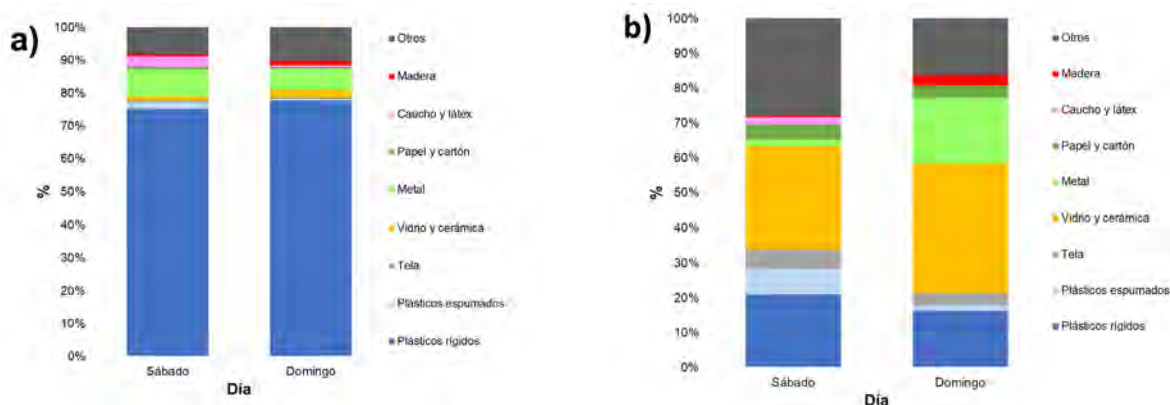 a)
100%
90%
80%
70%
60%
50%
40%
30%
20%
10%
0%
%
Sábado
Domingo
Día
Otros
Madera
Caucho y látex
Papel y cartón
Metal
Vidrio y cerámica
Tela
Plásticos espumados
Plásticos rígidos
b)
100%
90%
80%
70%
60%
50%
40%
30%
20%
10%
0%
%
Sábado
Domingo
Día
Otros
Madera
Caucho y látex
Papel y cartón
Metal
Vidrio y cerámica
Tela
Plásticos espumados
Plásticos rígidos